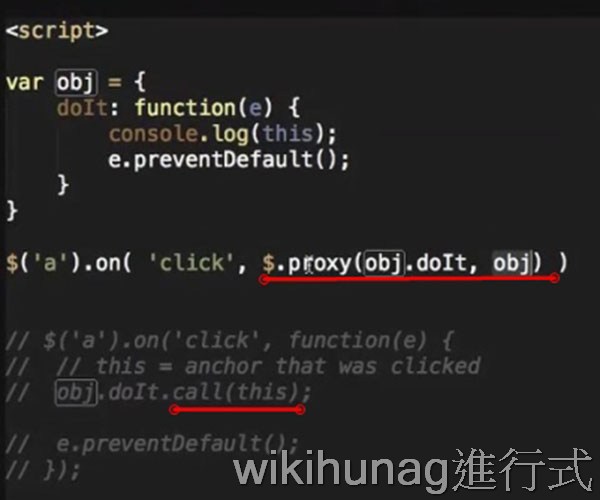 <script>
var obj = {
doIt: function(e) {
console.log(this);
e.preventDefault();
}
}
$('a').on( 'click', $.proxy(obj.doIt, obj) )
// $('a').on('click', function(e) {
//  // this = anchor that was clicked
//  obj.doIt.call(this);
//  e.preventDefault();
// });
wikihunag進行式